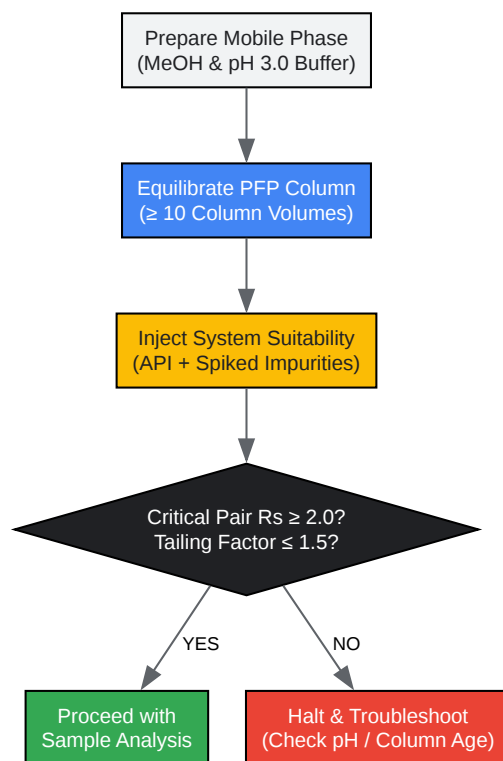 Prepare Mobile Phase
(MeOH & pH 3.0 Buffer)
Equilibrate PFP Column
(≥ 10 Column Volumes)
Inject System Suitability
(API + Spiked Impurities)
Critical Pair Rs ≥ 2.0?
Tailing Factor ≤ 1.5?
YES
NO
Proceed with
Sample Analysis
Halt & Troubleshoot
(Check pH / Column Age)